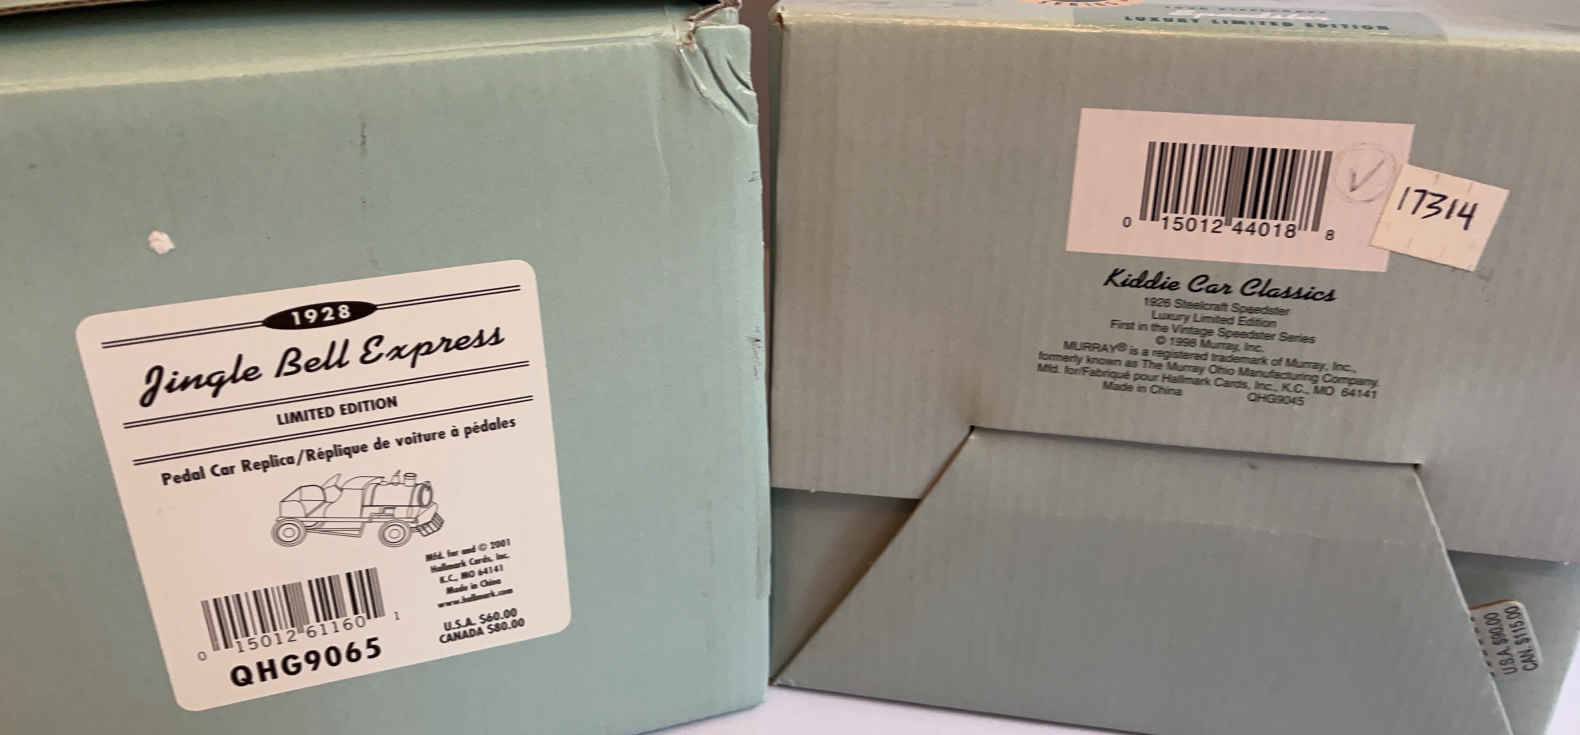 1928
Jingle Bell Express
LIMITED EDITION
Pedal Car Replica/Réplique de voiture à pédales
Mfd. for and © 2001
Hallmark Cards, Inc.
K.C., MO 64141
Made in China
www.hallmark.com
U.S.A. $60.00
CANADA $80.00
0 15012 61160 1
QHG9065
SERIES
LUXURY LIMITED EDITION
0 15012 44018 8
17314
Kiddie Car Classics
1926 Steelcraft Speedster
Luxury Limited Edition
First in the Vintage Speedster Series
© 1998 Murray, Inc.
MURRAY® is a registered trademark of Murray, Inc.,
formerly known as The Murray Ohio Manufacturing Company.
Mfd. for/Fabriqué pour Hallmark Cards, Inc., K.C., MO 64141
Made in China QHG9045
U.S.A. $90.00
CAN. $115.00